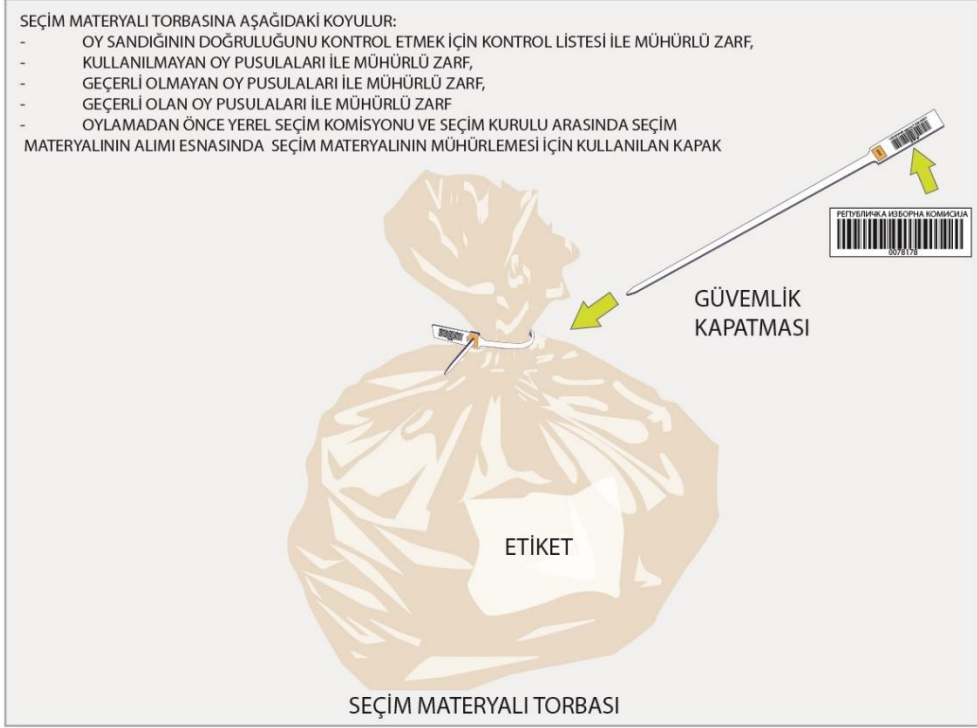 SEÇİM MATERYALI TORBASINA AŞAĞIDAKİ KOYULUR:
- OY SANDIĞININ DOĞRULUĞUNU KONTROL ETMEK İÇİN KONTROL LİSTESİ İLE MÜHÜRLÜ ZARF,
- KULLANILMAYAN OY PUSULALARI İLE MÜHÜRLÜ ZARF,
- GEÇERLİ OLMAYAN OY PUSULALARI İLE MÜHÜRLÜ ZARF,
- GEÇERLİ OLAN OY PUSULALARI İLE MÜHÜRLÜ ZARF
- OYLAMADAN ÖNCE YEREL SEÇİM KOMİSYONU VE SEÇİM KURULU ARASINDA SEÇİM
MATERYALININ ALIMI ESNASINDA SEÇİM MATERYALININ MÜHÜRLEMESİ İÇİN KULLANILAN KAPAK
РЕПУБЛИЧКА ИЗБОРНА КОМИСИЈА
0078178
GÜVEMLİK
KAPATMASI
ETİKET
SEÇİM MATERYALI TORBASI